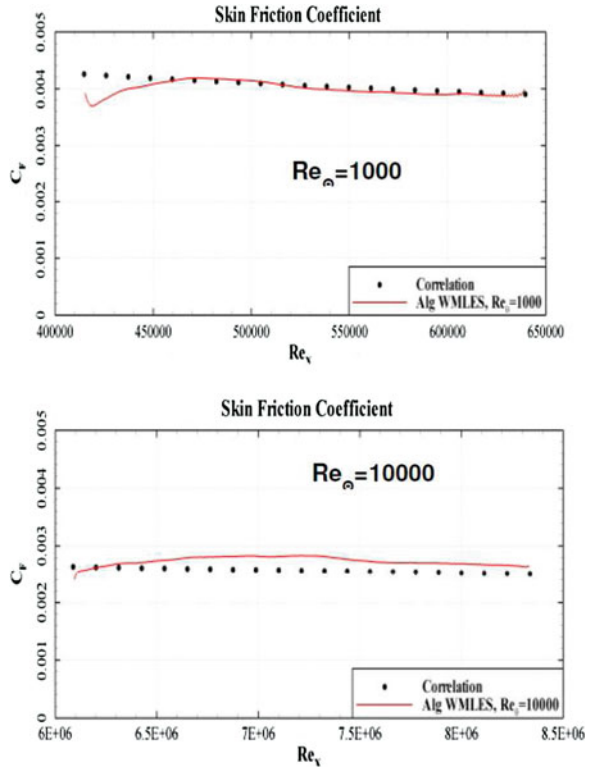 Skin Friction Coefficient
0.005
0.004
0.003
0.002
0.001
0
C_F
Re_Θ=1000
Correlation
Alg WMLES, Re_θ=1000
400000 450000 500000 550000 600000 650000
Re_x
Skin Friction Coefficient
0.005
0.004
0.003
0.002
0.001
0
C_F
Re_Θ=10000
Correlation
Alg WMLES, Re_θ=10000
6E+06 6.5E+06 7E+06 7.5E+06 8E+06 8.5E+06
Re_x